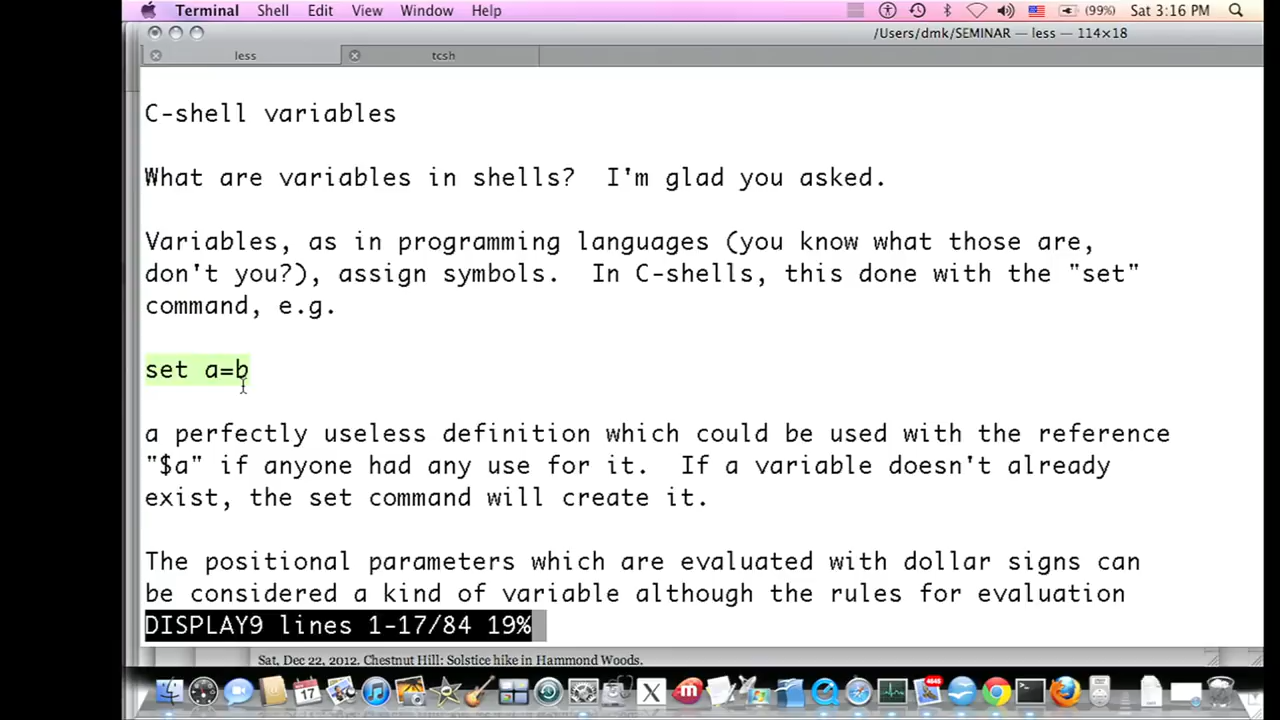 Terminal Shell Edit View Window Help (99%) Sat 3:16 PM
/Users/dmk/SEMINAR — less — 114×18
less tcsh
C-shell variables
What are variables in shells?  I'm glad you asked.
Variables, as in programming languages (you know what those are,
don't you?), assign symbols.  In C-shells, this done with the "set"
command, e.g.
set a=b
a perfectly useless definition which could be used with the reference
"$a" if anyone had any use for it.  If a variable doesn't already
exist, the set command will create it.
The positional parameters which are evaluated with dollar signs can
be considered a kind of variable although the rules for evaluation
DISPLAY9 lines 1-17/84 19%
Sat, Dec 22, 2012. Chestnut Hill: Solstice hike in Hammond Woods.
17